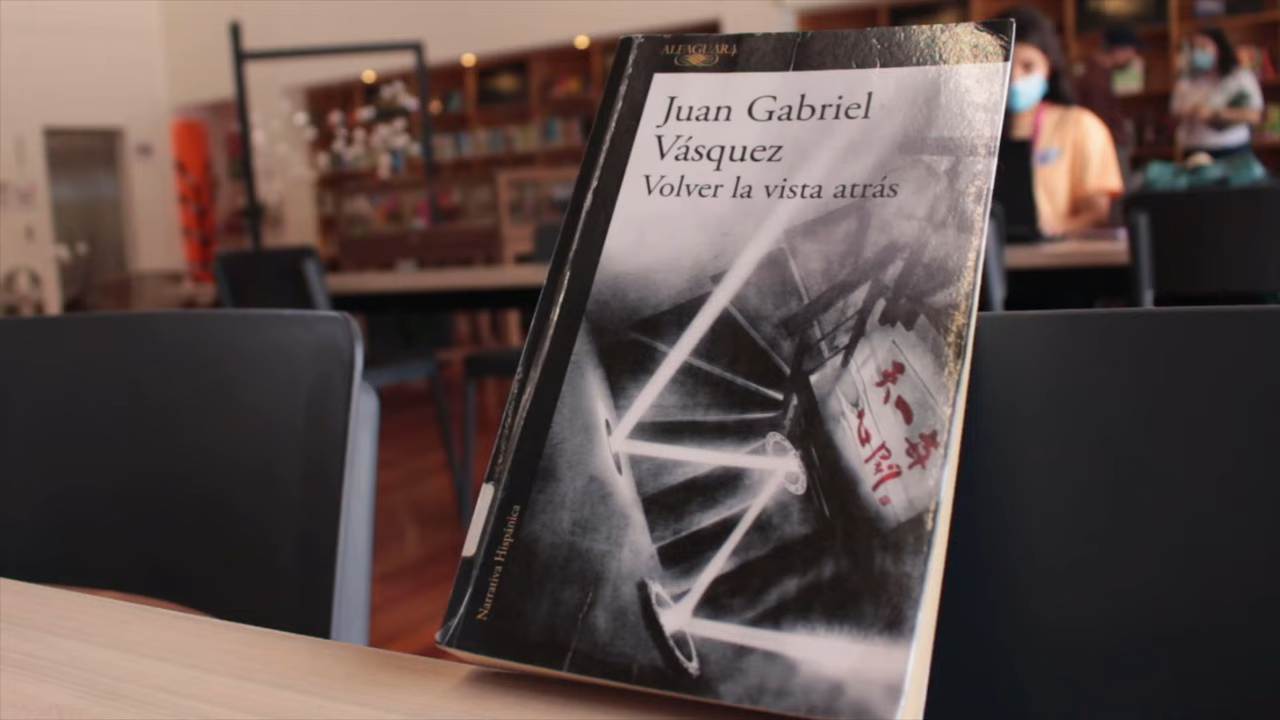 ALFAGUARA
Juan Gabriel
Vásquez
Volver la vista atrás
Narrativa Hispánica